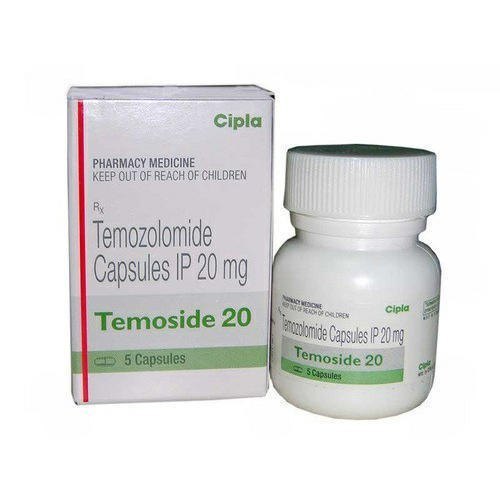 Cipla
PHARMACY MEDICINE
KEEP OUT OF REACH OF CHILDREN
Rx
Temozolomide
Capsules IP 20 mg
Temoside 20
5 Capsules
PHARMACY MEDICINE
KEEP OUT OF REACH OF CHILDREN
Cipla
Rx
Temozolomide Capsules IP 20 mg
Temoside 20
5 Capsules
Cipla